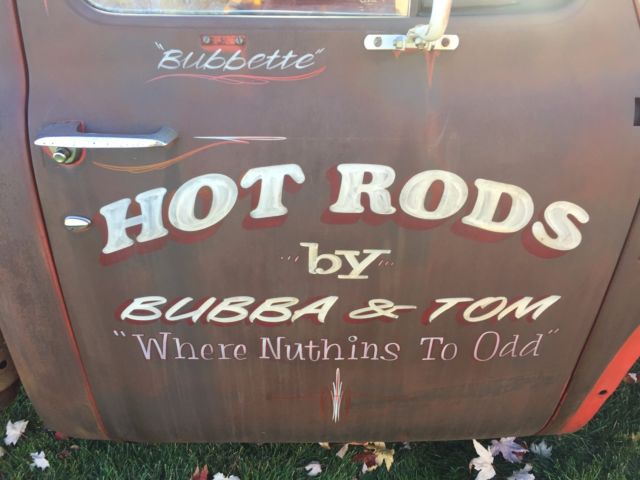 "Bubbette"
HOT RODS
by
BUBBA & TOM
"Where Nuthins To Odd"